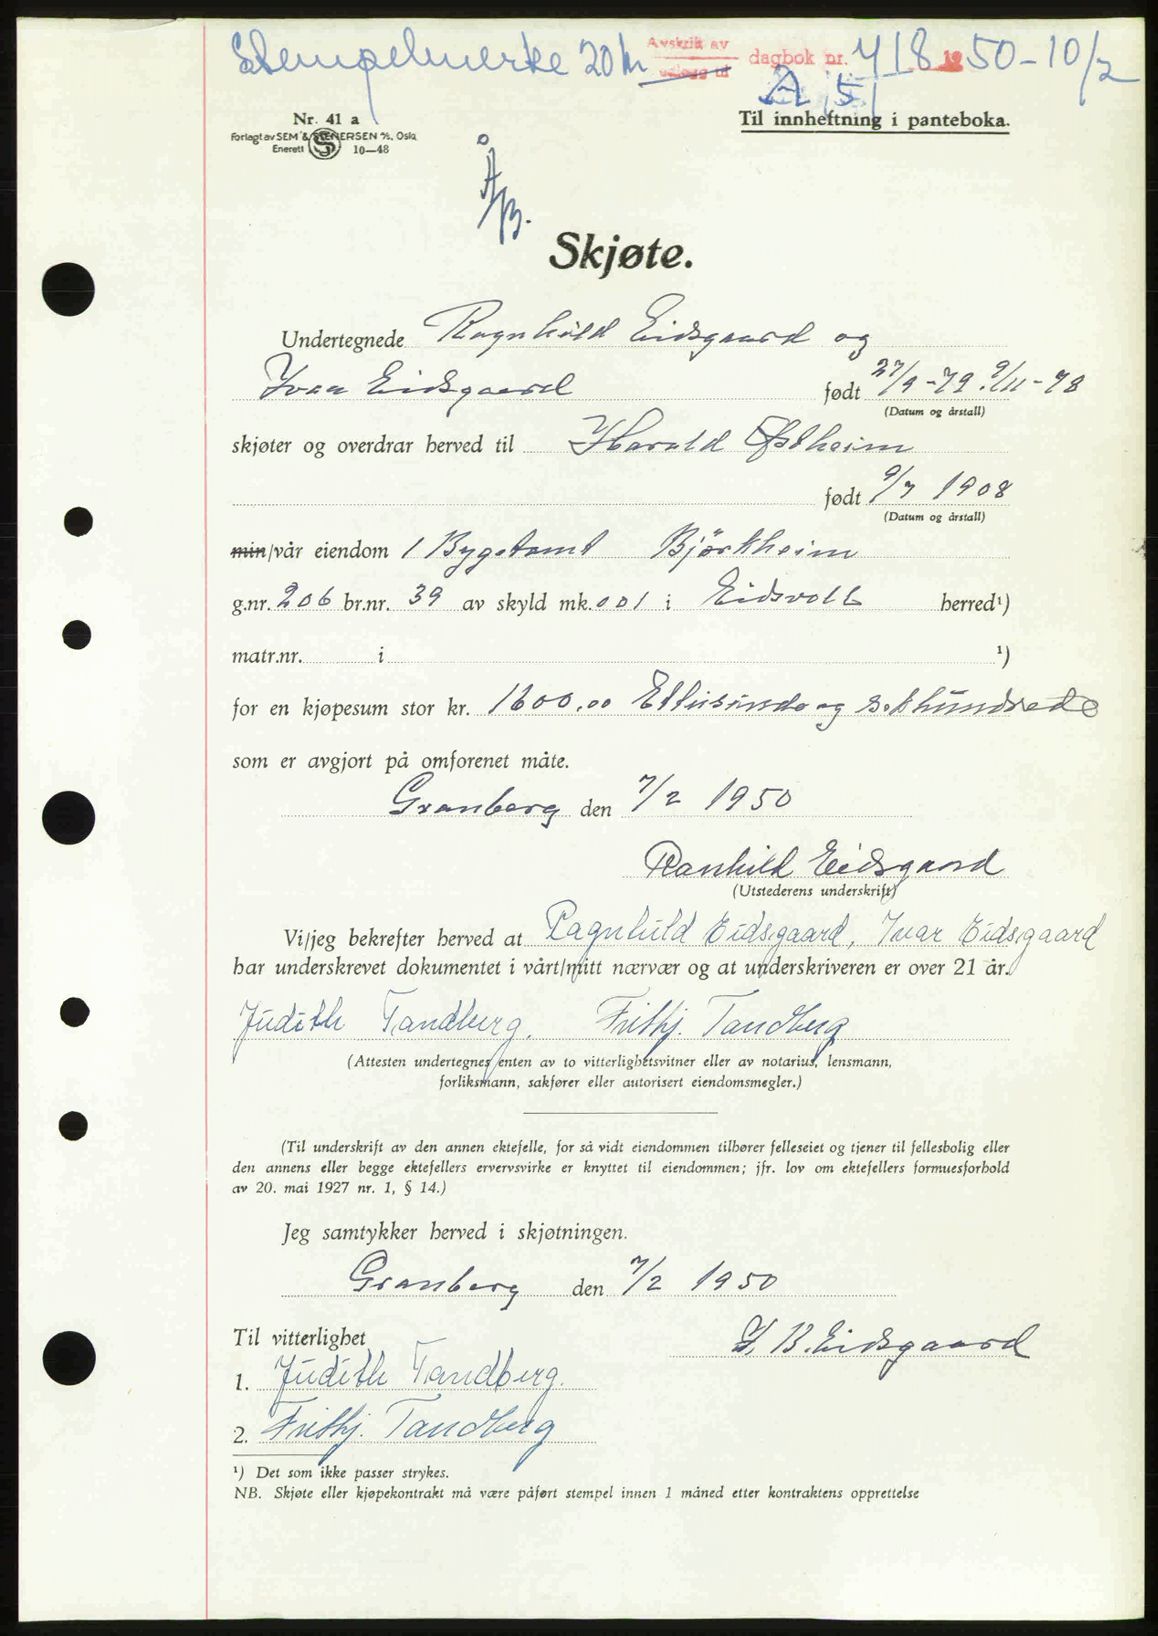 Stempelmerke 20 kr Avskrift av dagbok nr. 418 1950-10/2
A 51
Nr. 41 a
Forlagt av SEM & STENERSEN A/S, Oslo
Enerett 10—48
Til innheftning i panteboka.
Å/B.
Skjøte.
Undertegnede Ragnhild Eidsgaard og
Ivar Eidsgaard født 27/9-79. 9/11-78
(Datum og årstall)
skjøter og overdrar herved til Harald Østheim
født 9/7 1908
(Datum og årstall)
min/vår eiendom 1 Bygetomt Björkheim
g.nr. 206 br.nr. 39 av skyld mk. 001 i Eidsvoll herred¹)
matr.nr. i ¹)
for en kjøpesum stor kr. 1600,00 Ettusindeog sekshundrede
som er avgjort på omforenet måte.
Granberg den 7/2 1950
Ranhild Eidsgaard
(Utstederens underskrift)
Vi/jeg bekrefter herved at Ragnhild Eidsgaard, Ivar Eidsgaard
har underskrevet dokumentet i vårt/mitt nærvær og at underskriveren er over 21 år.
Judith Tandberg. Frithj. Tandberg
(Attesten undertegnes enten av to vitterlighetsvitner eller av notarius, lensmann,
forliksmann, sakfører eller autorisert eiendomsmegler.)
(Til underskrift av den annen ektefelle, for så vidt eiendommen tilhører felleseiet og tjener til fellesbolig eller
den annens eller begge ektefellers ervervsvirke er knyttet til eiendommen; jfr. lov om ektefellers formuesforhold
av 20. mai 1927 nr. 1, § 14.)
Jeg samtykker herved i skjøtningen.
Granberg den 7/2 1950
Til vitterlighet
I. B. Eidsgaard
1. Judith Tandberg.
2. Frithj. Tandberg
¹) Det som ikke passer strykes.
NB. Skjøte eller kjøpekontrakt må være påført stempel innen 1 måned etter kontraktens opprettelse